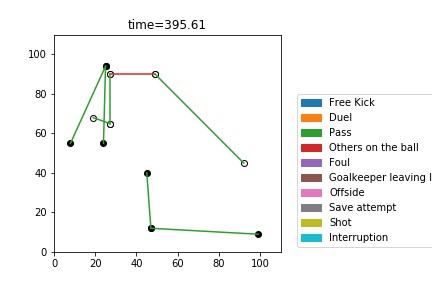 time=395.61
100
80
60
40
20
0
0 20 40 60 80 100
Free Kick
Duel
Pass
Others on the ball
Foul
Goalkeeper leaving l
Offside
Save attempt
Shot
Interruption